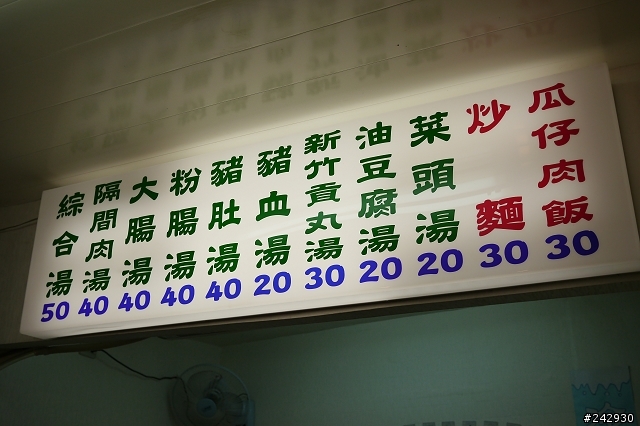 瓜仔肉飯 30
炒麵 30
菜頭湯 20
油豆腐湯 20
新竹貢丸湯 30
豬血湯 20
豬肚湯 40
粉腸湯 40
大腸湯 40
隔間肉湯 40
綜合湯 50
#242930